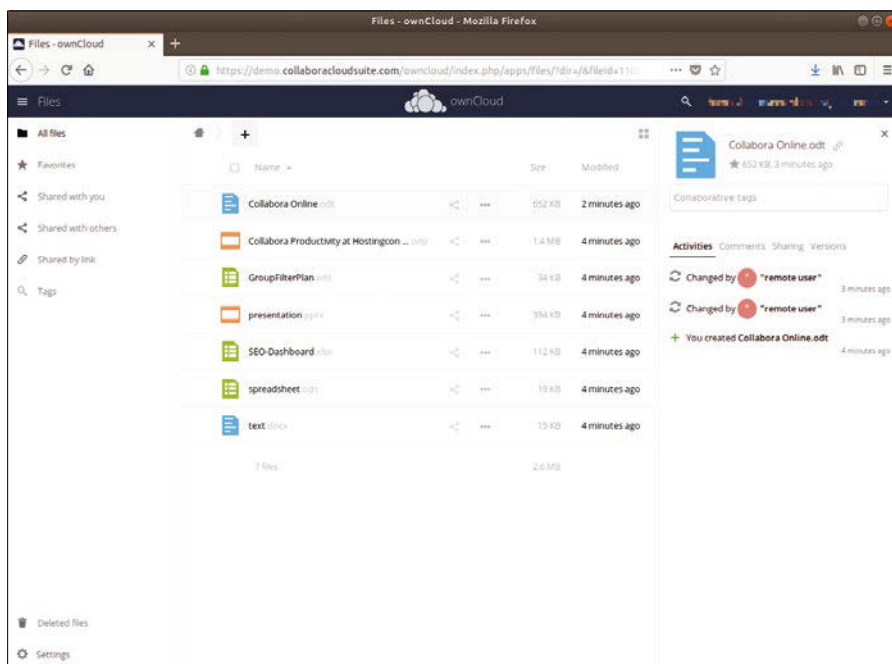 Files - ownCloud - Mozilla Firefox
Files - ownCloud × +
https://demo.collaboracloudsuite.com/owncloud/index.php/apps/files/?dir=/&fileid=
Files ownCloud
All files
Favorites
Shared with you
Shared with others
Shared by link
Tags
Deleted files
Settings
+
Name Size Modified
Collabora Online.odt 652 KB 2 minutes ago
Collabora Productivity at Hostingcon ... .odp 1.4 MB 4 minutes ago
GroupFilterPlan 34 KB 4 minutes ago
presentation.pptx 394 KB 4 minutes ago
SEO-Dashboard.xlsx 112 KB 4 minutes ago
spreadsheet 19 KB 4 minutes ago
text.docx 15 KB 4 minutes ago
7 files 2.6 MB
Collabora Online.odt
652 KB, 3 minutes ago
Collaborative tags
Activities Comments Sharing Versions
Changed by " "remote user"
3 minutes ago
Changed by " "remote user"
3 minutes ago
You created Collabora Online.odt
4 minutes ago